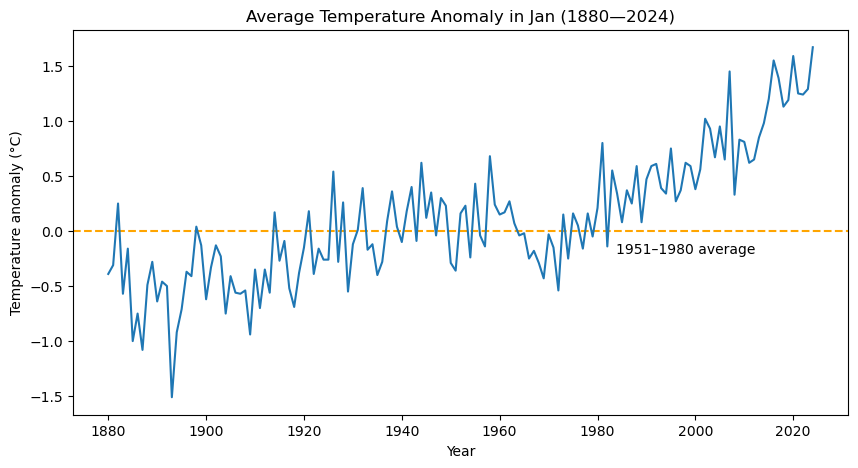 Average Temperature Anomaly in Jan (1880—2024)
Temperature anomaly (°C)
1.5
1.0
0.5
0.0
−0.5
−1.0
−1.5
1951–1980 average
1880 1900 1920 1940 1960 1980 2000 2020
Year